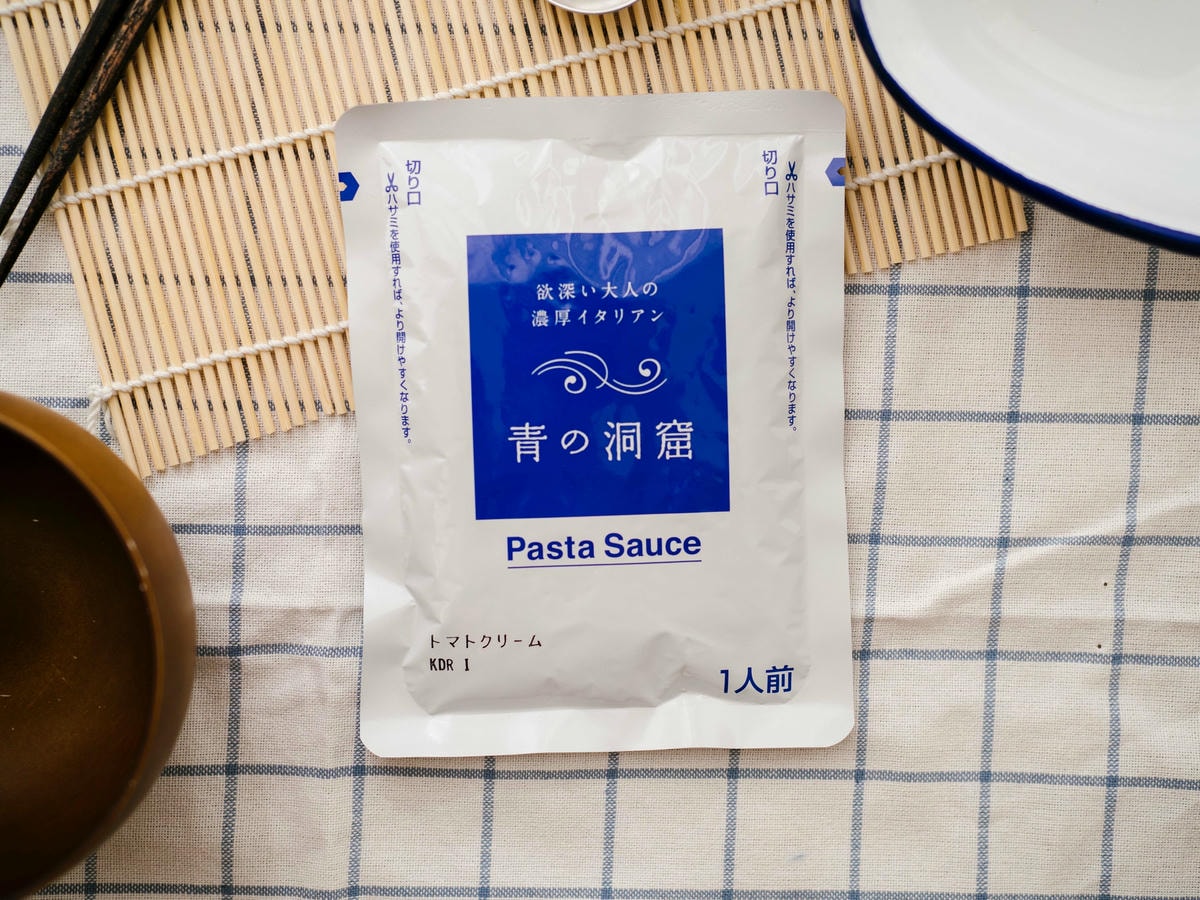 切り口
ハサミを使用すれば、より開けやすくなります。
切り口
ハサミを使用すれば、より開けやすくなります。
欲深い大人の
濃厚イタリアン
青の洞窟
Pasta Sauce
トマトクリーム
KDR I
1人前